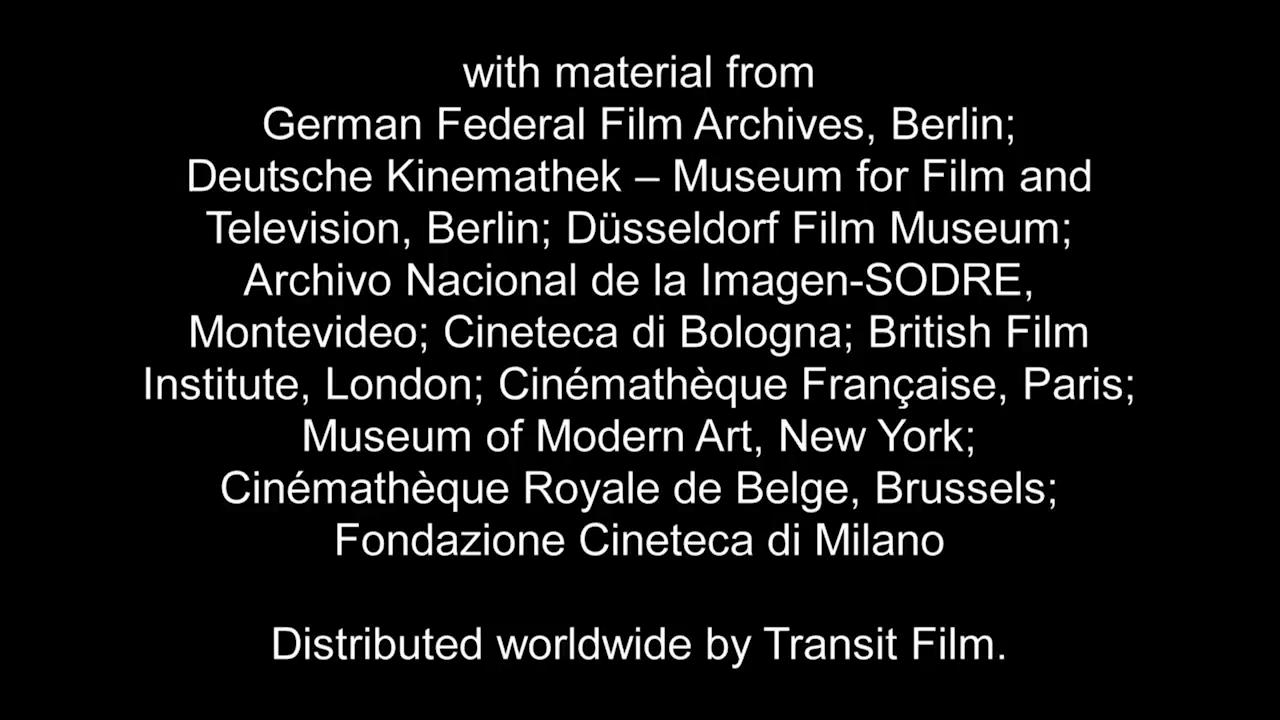 with material from
German Federal Film Archives, Berlin;
Deutsche Kinemathek – Museum for Film and
Television, Berlin; Düsseldorf Film Museum;
Archivo Nacional de la Imagen-SODRE,
Montevideo; Cineteca di Bologna; British Film
Institute, London; Cinémathèque Française, Paris;
Museum of Modern Art, New York;
Cinémathèque Royale de Belge, Brussels;
Fondazione Cineteca di Milano
Distributed worldwide by Transit Film.